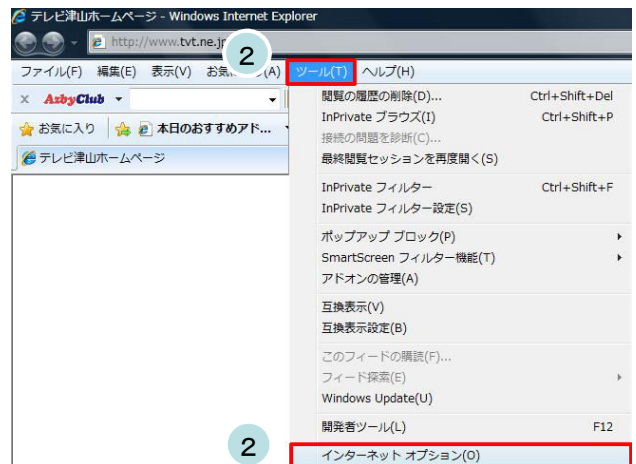 テレビ津山ホームページ - Windows Internet Explorer
http://www.tvt.ne.jp
2
ファイル(F) 編集(E) 表示(V) お気に (A) ツール(T) ヘルプ(H)
x AzbyClub
お気に入り 本日のおすすめアド...
テレビ津山ホームページ
閲覧の履歴の削除(D)... Ctrl+Shift+Del
InPrivate ブラウズ(I) Ctrl+Shift+P
接続の問題を診断(C)...
最終閲覧セッションを再度開く(S)
InPrivate フィルター Ctrl+Shift+F
InPrivate フィルター設定(S)
ポップアップ ブロック(P)
SmartScreen フィルター機能(T)
アドオンの管理(A)
互換表示(V)
互換表示設定(B)
このフィードの購読(F)...
フィード探索(E)
Windows Update(U)
開発者ツール(L) F12
2
インターネット オプション(O)